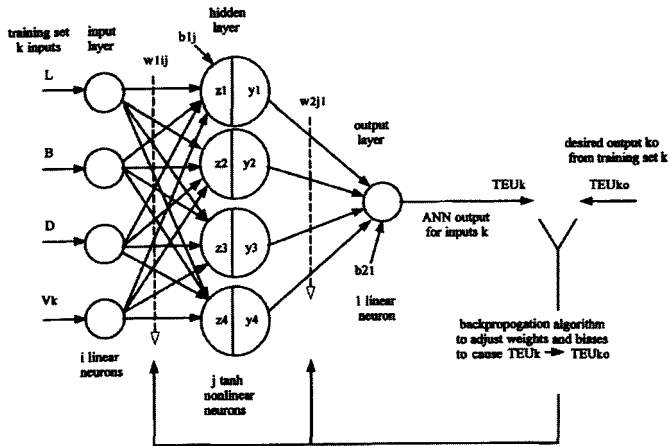 training set
k inputs
input
layer
hidden
layer
b1j
w1ij
w2j1
L
z1
y1
output
layer
desired output ko
from training set k
B
z2
y2
TEUk
TEUko
ANN output
for inputs k
D
z3
y3
b21
1 linear
neuron
Vk
z4
y4
backpropogation algorithm
to adjust weights and biases
to cause TEUk → TEUko
i linear
neurons
j tanh
nonlinear
neurons